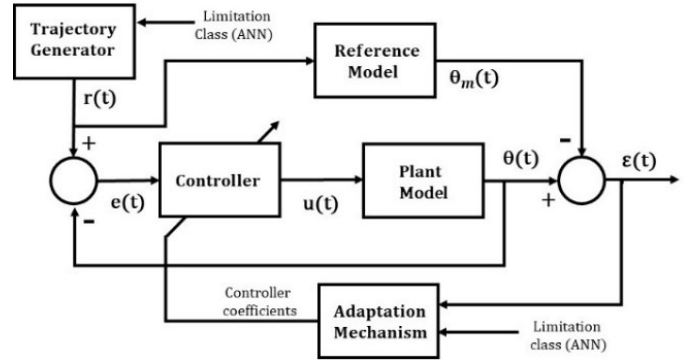 Trajectory
Generator
Limitation
Class (ANN)
Reference
Model
r(t)
θₘ(t)
+
-
Controller
Plant
Model
θ(t)
ε(t)
e(t)
u(t)
+
-
Controller
coefficients
Adaptation
Mechanism
Limitation
class (ANN)